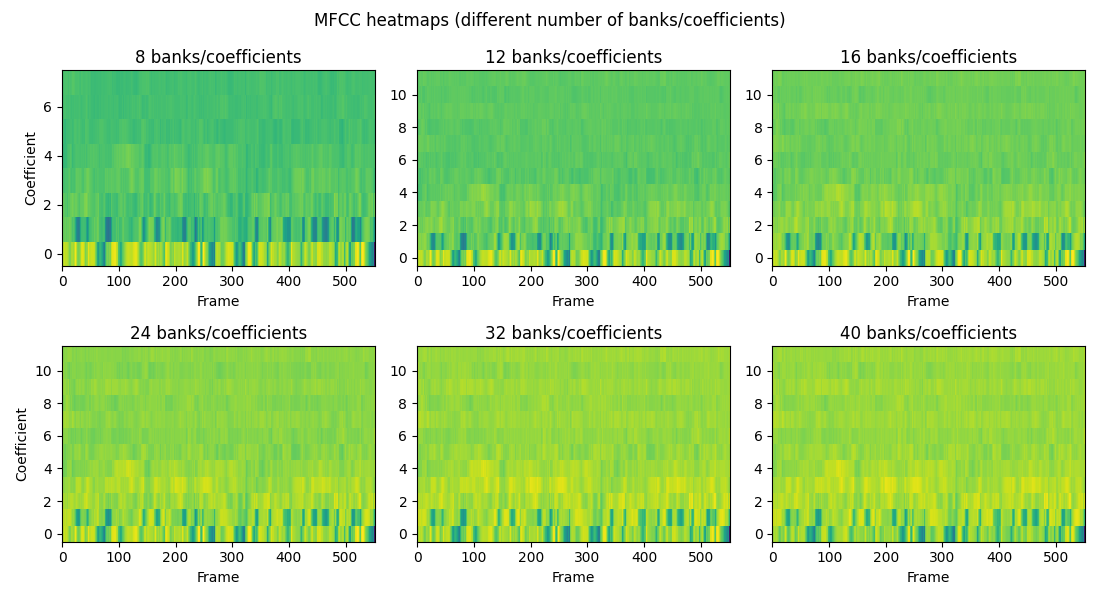 MFCC heatmaps (different number of banks/coefficients)
8 banks/coefficients
12 banks/coefficients
16 banks/coefficients
Coefficient
6
4
2
0
10
8
6
4
2
0
10
8
6
4
2
0
0 100 200 300 400 500
0 100 200 300 400 500
0 100 200 300 400 500
Frame
Frame
Frame
24 banks/coefficients
32 banks/coefficients
40 banks/coefficients
Coefficient
10
8
6
4
2
0
10
8
6
4
2
0
10
8
6
4
2
0
0 100 200 300 400 500
0 100 200 300 400 500
0 100 200 300 400 500
Frame
Frame
Frame